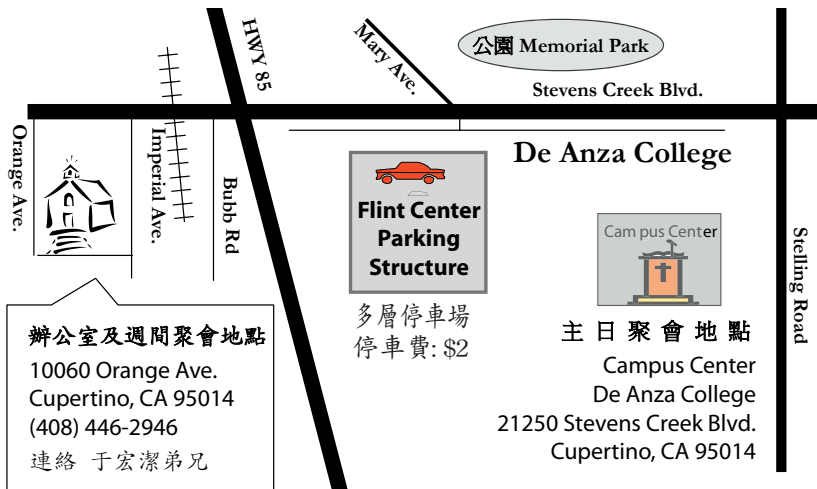 HWY 85
Mary Ave.
公園 Memorial Park
Stevens Creek Blvd.
Orange Ave.
Imperial Ave.
Bubb Rd
De Anza College
Flint Center
Parking
Structure
Cam pus Center
Stelling Road
多層停車場
停車費: $2
辦公室及週間聚會地點
10060 Orange Ave.
Cupertino, CA 95014
(408) 446-2946
連絡 于宏潔弟兄
主日聚會地點
Campus Center
De Anza College
21250 Stevens Creek Blvd.
Cupertino, CA 95014